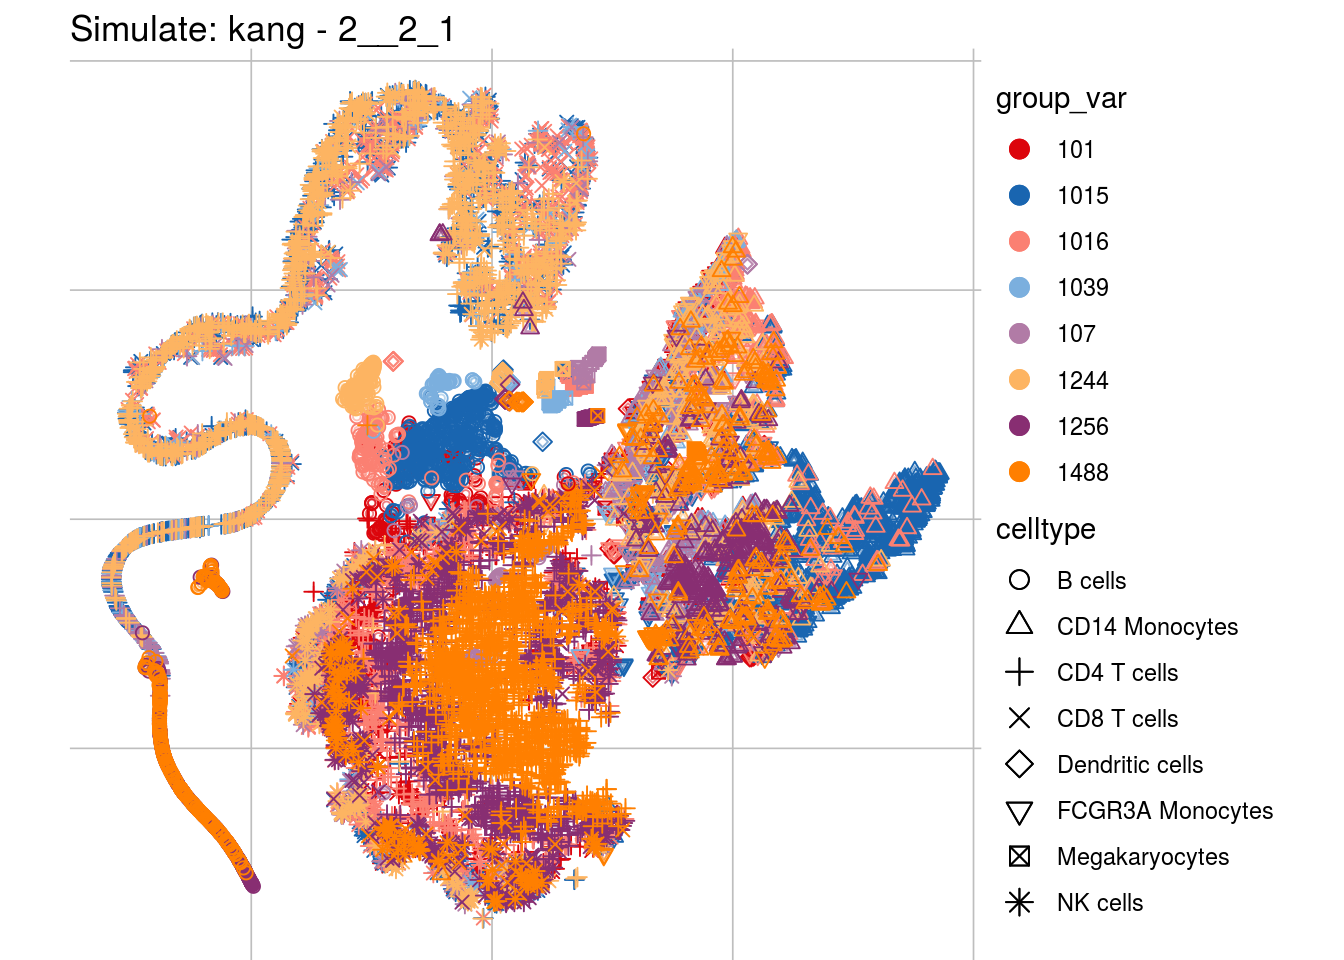 Simulate: kang - 2__2_1
group_var
101
1015
1016
1039
107
1244
1256
1488
celltype
B cells
CD14 Monocytes
CD4 T cells
CD8 T cells
Dendritic cells
FCGR3A Monocytes
Megakaryocytes
NK cells